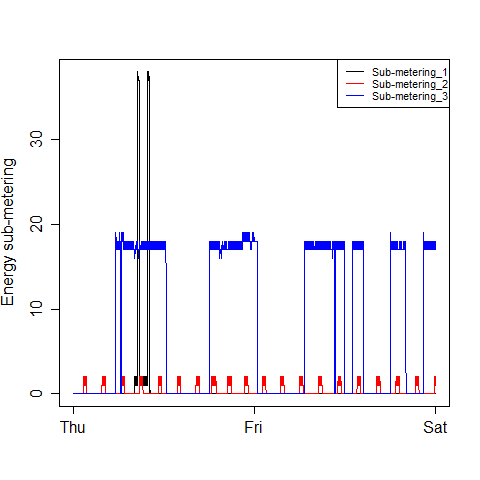 Sub-metering_1
Sub-metering_2
Sub-metering_3
Energy sub-metering
30
20
10
0
Thu Fri Sat